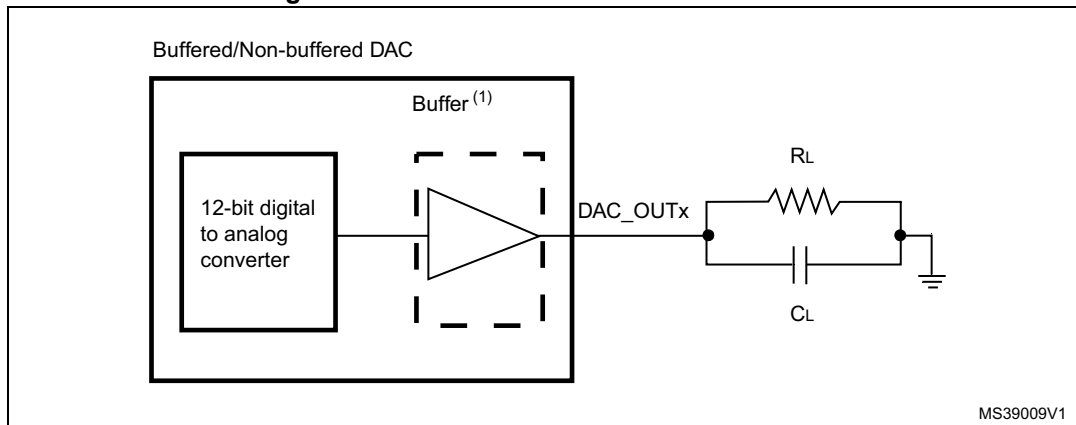 Buffered/Non-buffered DAC
Buffer (1)
12-bit digital
to analog
converter
DAC_OUTx
RL
CL
MS39009V1